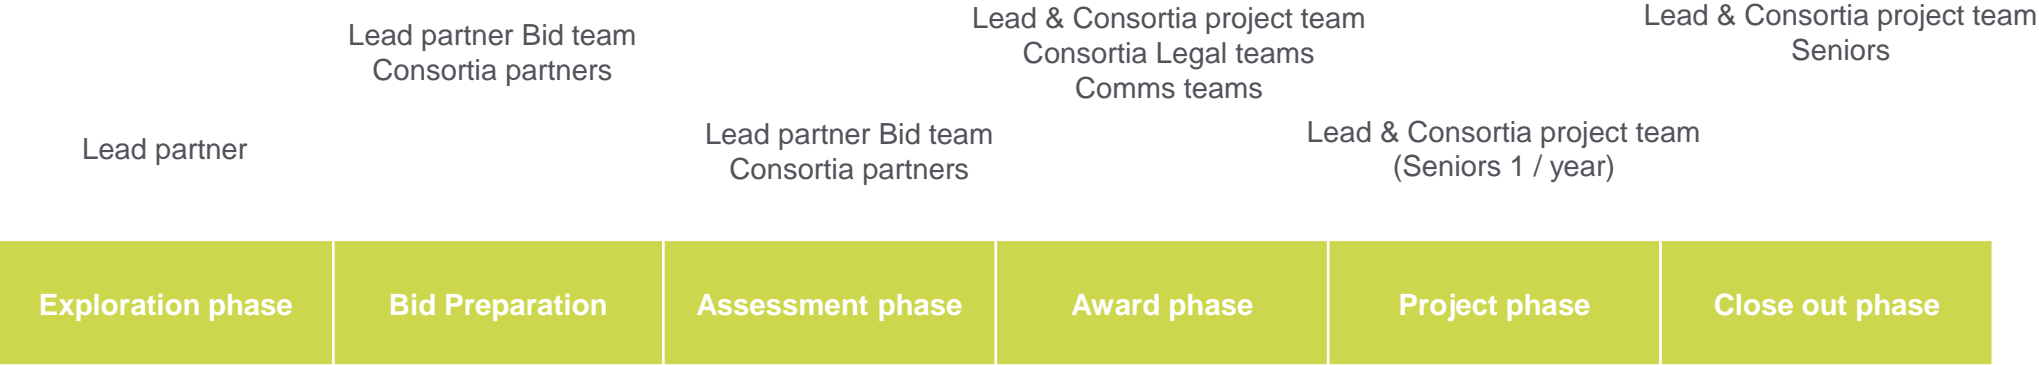 Lead partner
Lead partner Bid team
Consortia partners
Lead partner Bid team
Consortia partners
Lead & Consortia project team
Consortia Legal teams
Comms teams
Lead & Consortia project team
(Seniors 1 / year)
Lead & Consortia project team
Seniors
Exploration phase
Bid Preparation
Assessment phase
Award phase
Project phase
Close out phase